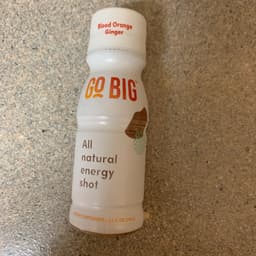 Blood Orange
Ginger
GO BIG
All
natural
energy
shot